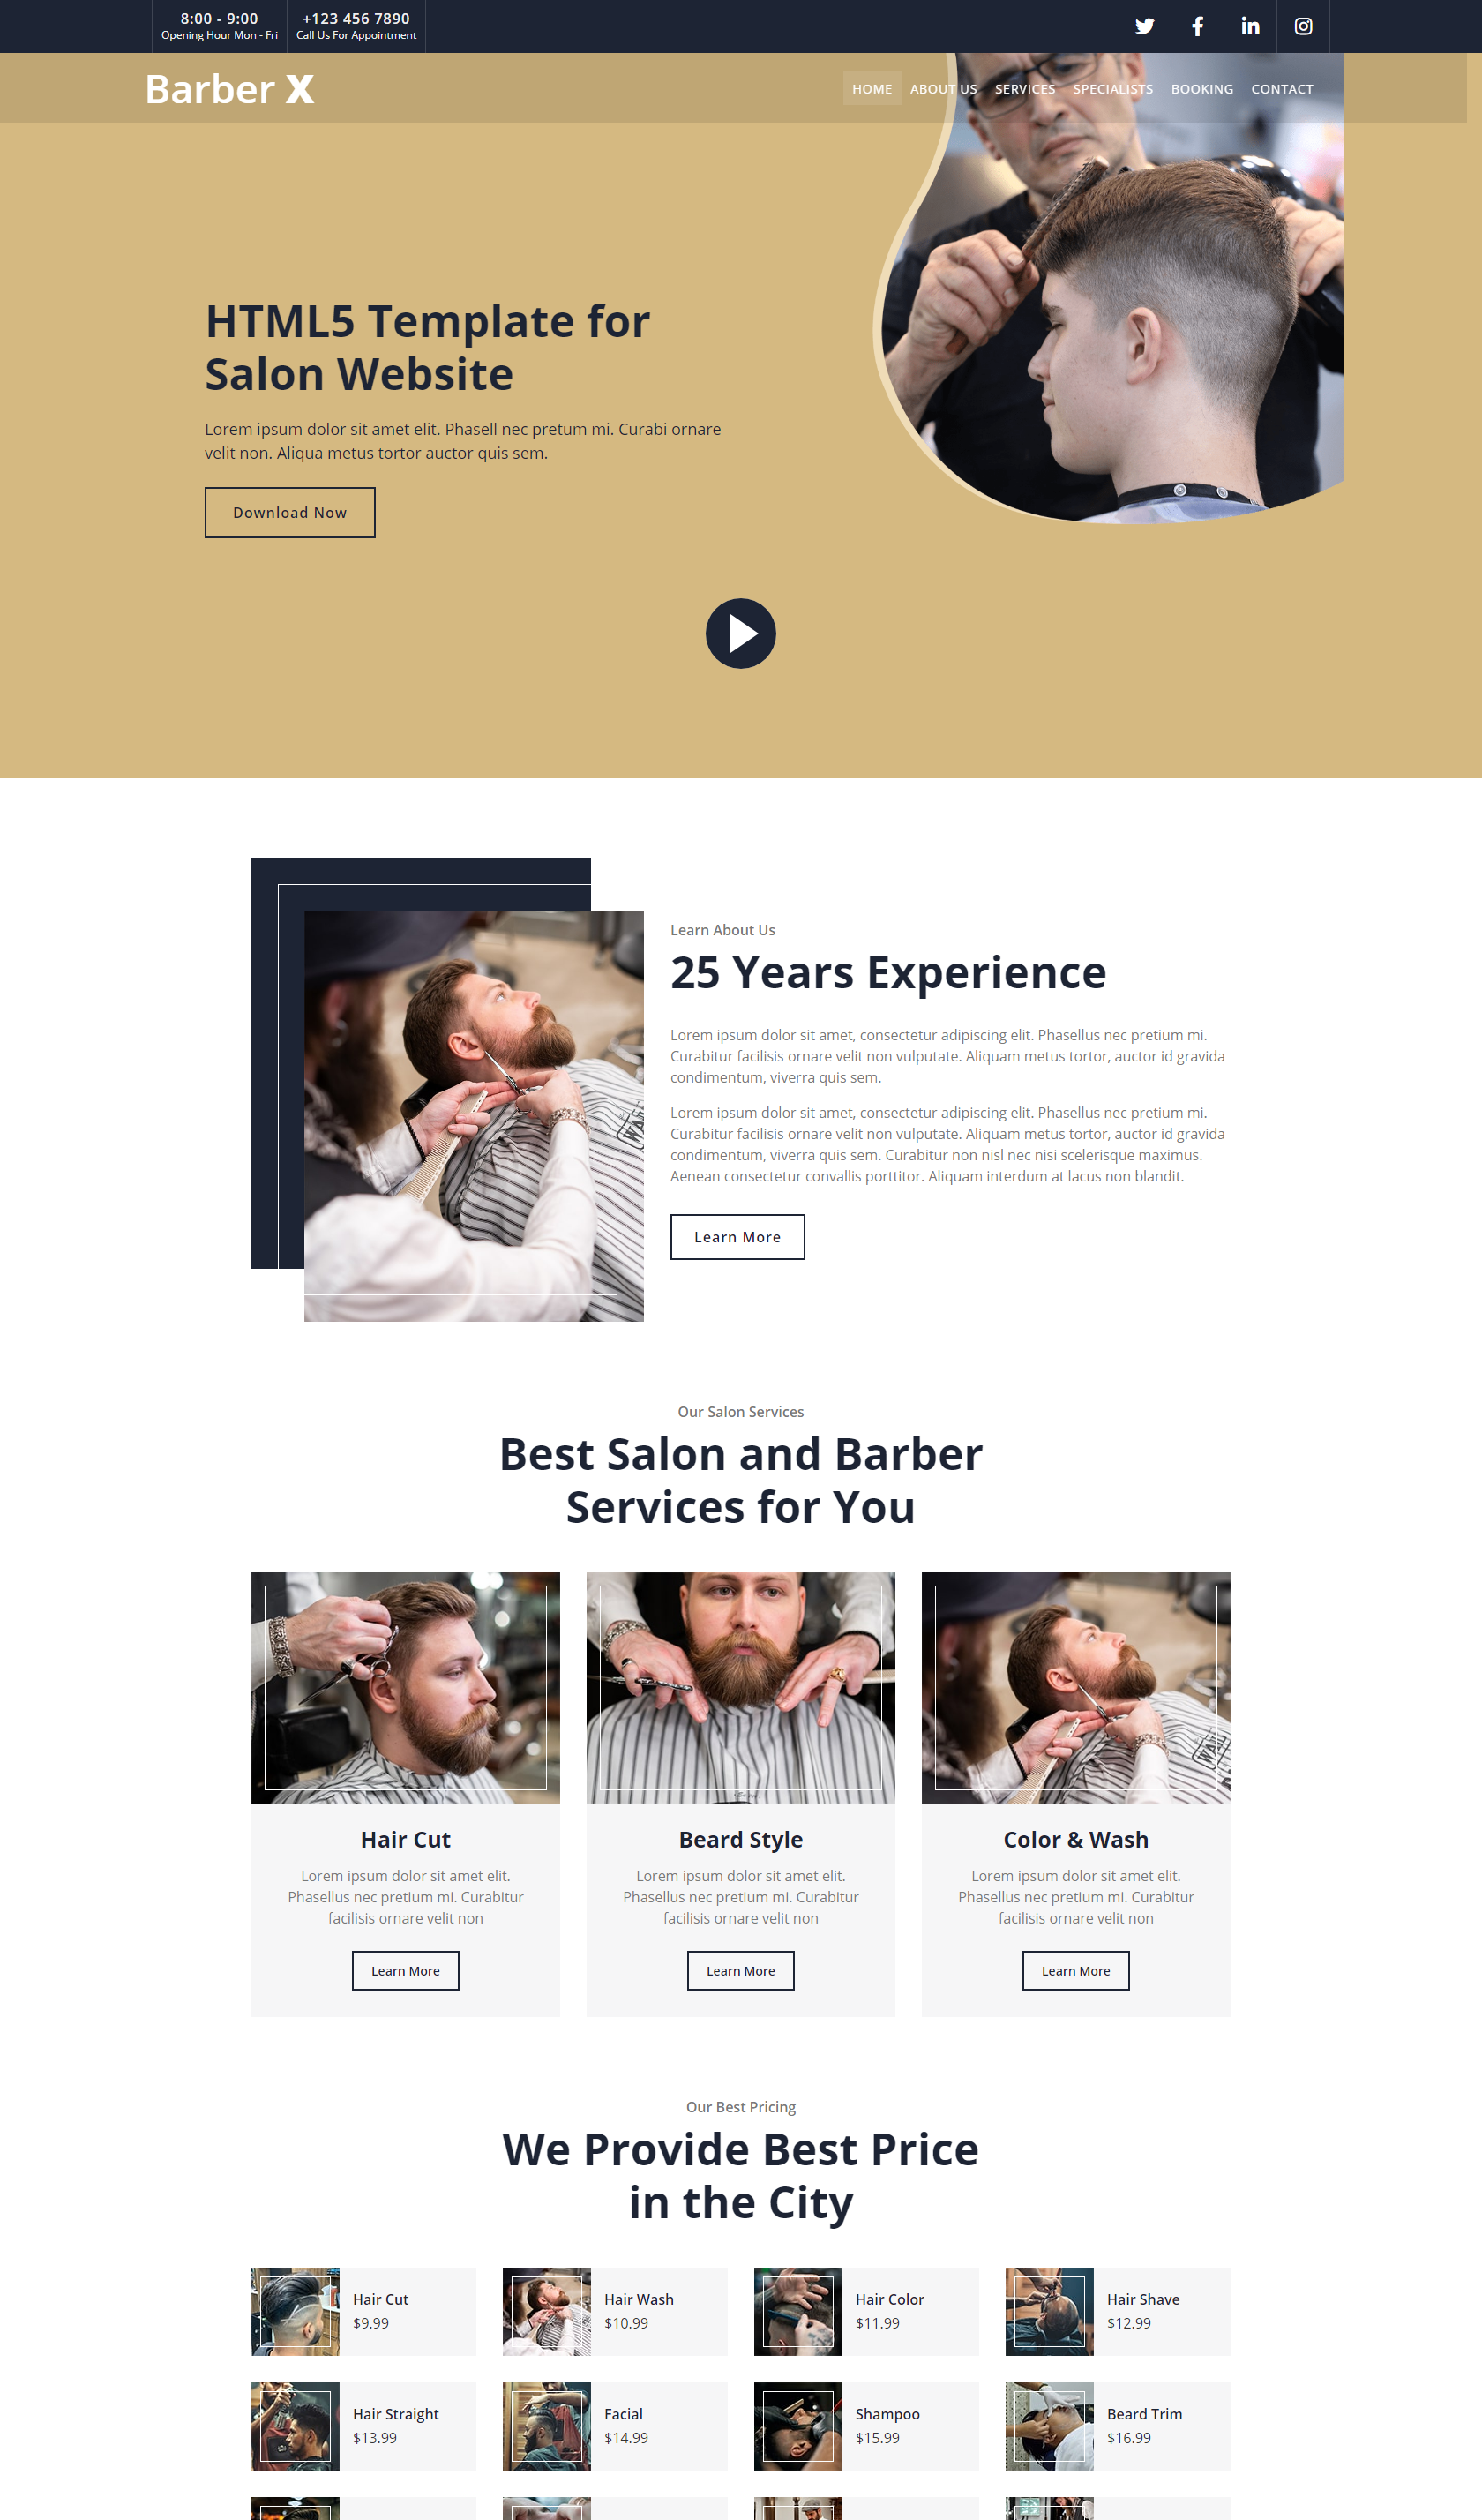 8:00 - 9:00
Opening Hour Mon - Fri
+123 456 7890
Call Us For Appointment
Barber X
HOME ABOUT US SERVICES SPECIALISTS BOOKING CONTACT
HTML5 Template for
Salon Website
Lorem ipsum dolor sit amet elit. Phasell nec pretum mi. Curabi ornare
velit non. Aliqua metus tortor auctor quis sem.
Download Now
Learn About Us
25 Years Experience
Lorem ipsum dolor sit amet, consectetur adipiscing elit. Phasellus nec pretium mi.
Curabitur facilisis ornare velit non vulputate. Aliquam metus tortor, auctor id gravida
condimentum, viverra quis sem.
Lorem ipsum dolor sit amet, consectetur adipiscing elit. Phasellus nec pretium mi.
Curabitur facilisis ornare velit non vulputate. Aliquam metus tortor, auctor id gravida
condimentum, viverra quis sem. Curabitur non nisl nec nisi scelerisque maximus.
Aenean consectetur convallis porttitor. Aliquam interdum at lacus non blandit.
Learn More
Our Salon Services
Best Salon and Barber
Services for You
Hair Cut
Lorem ipsum dolor sit amet elit.
Phasellus nec pretium mi. Curabitur
facilisis ornare velit non
Learn More
Beard Style
Lorem ipsum dolor sit amet elit.
Phasellus nec pretium mi. Curabitur
facilisis ornare velit non
Learn More
Color & Wash
Lorem ipsum dolor sit amet elit.
Phasellus nec pretium mi. Curabitur
facilisis ornare velit non
Learn More
Our Best Pricing
We Provide Best Price
in the City
Hair Cut
$9.99
Hair Wash
$10.99
Hair Color
$11.99
Hair Shave
$12.99
Hair Straight
$13.99
Facial
$14.99
Shampoo
$15.99
Beard Trim
$16.99